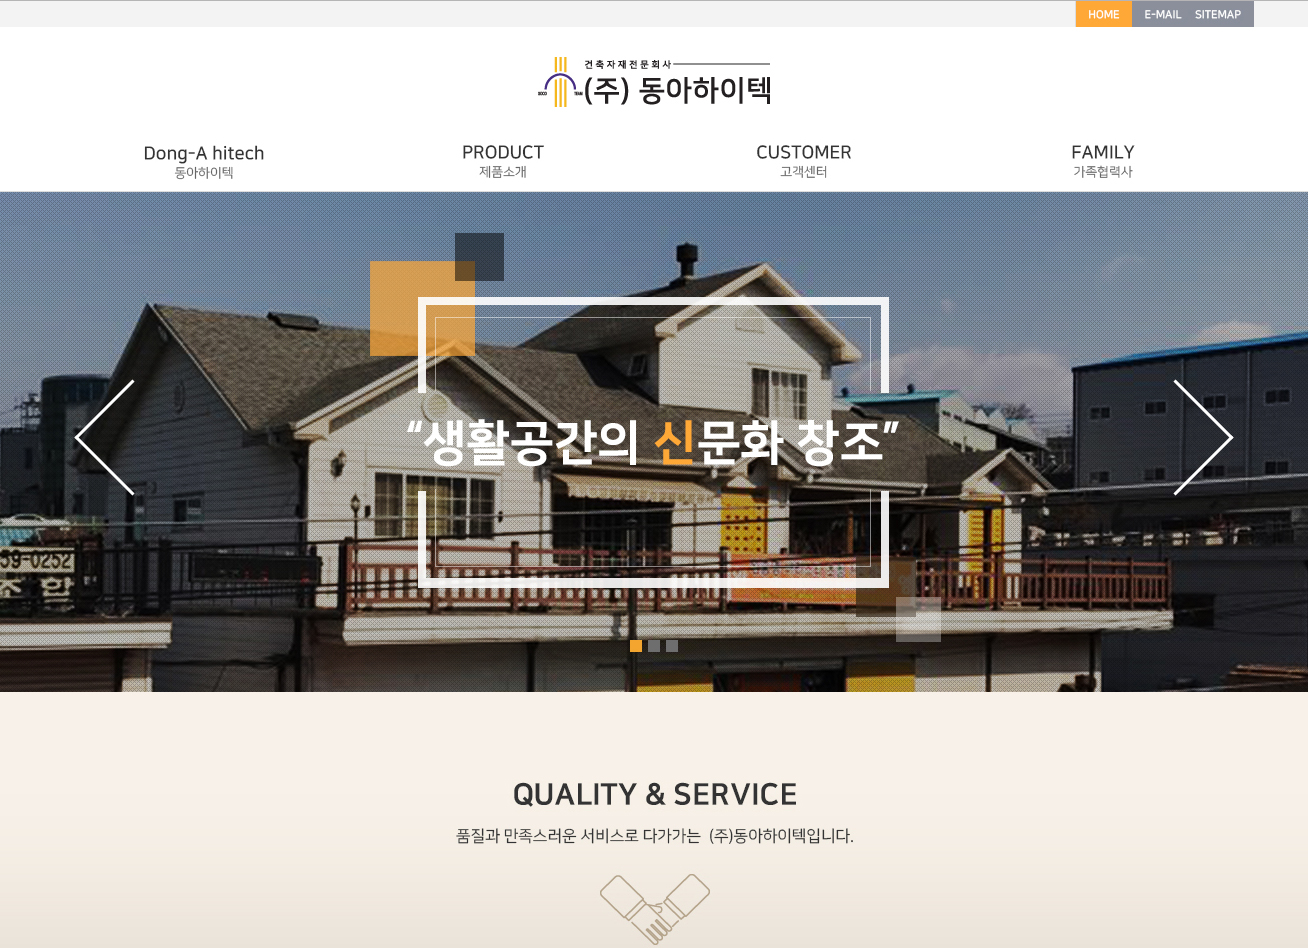 HOME E-MAIL SITEMAP
건축자재전문회사
(주) 동아하이텍
Dong-A hitech PRODUCT CUSTOMER FAMILY
동아하이텍 제품소개 고객센터 가족협력사
“생활공간의 신문화 창조”
59-0252
QUALITY & SERVICE
품질과 만족스러운 서비스로 다가가는 (주)동아하이텍입니다.